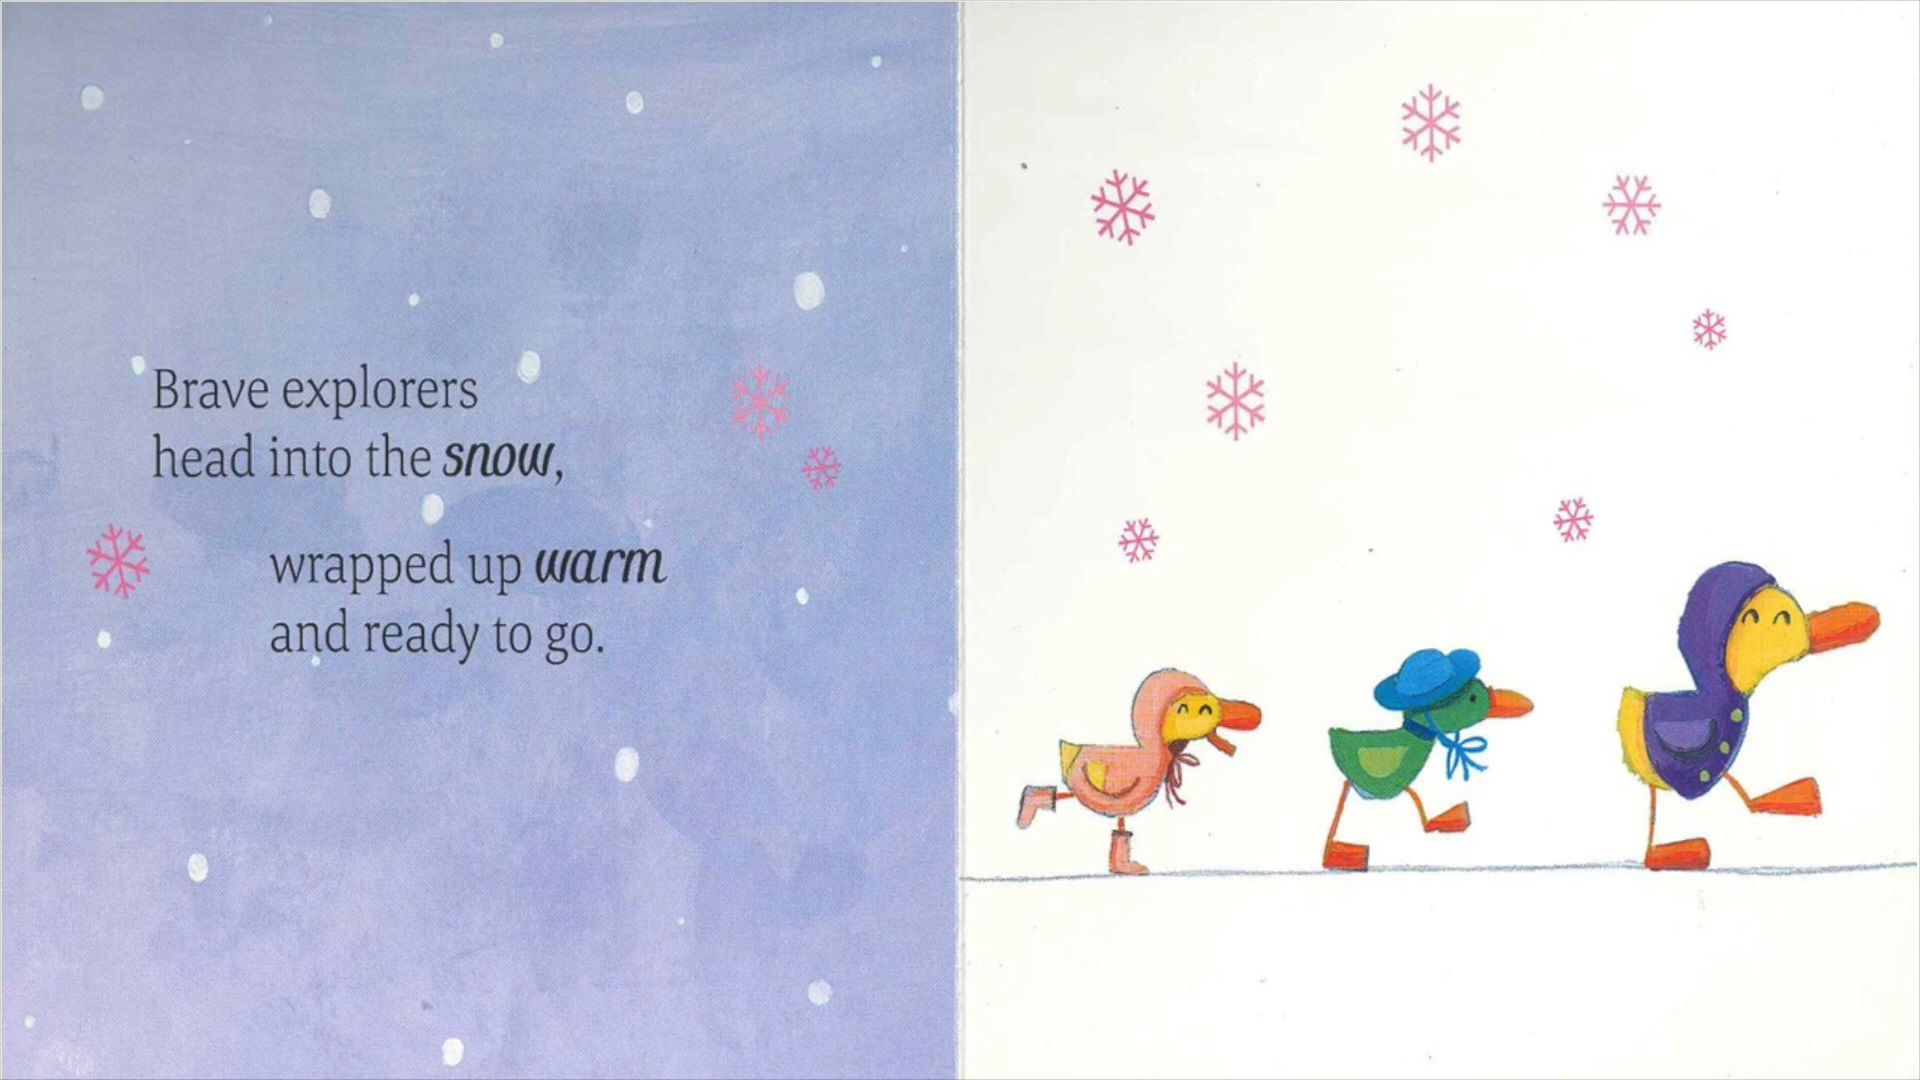 Brave explorers
head into the snow,
wrapped up warm
and ready to go.